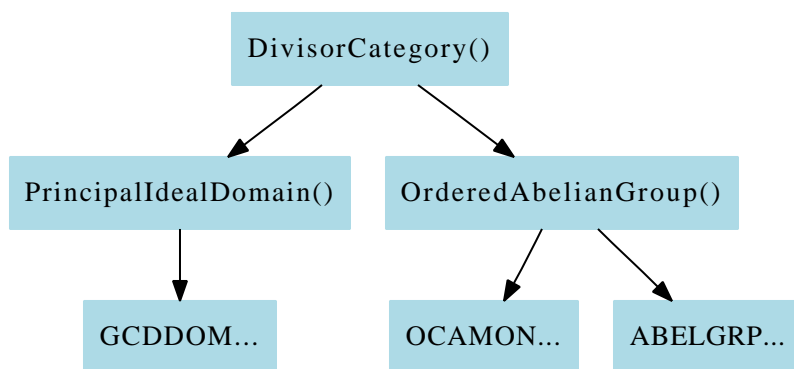 DivisorCategory()
PrincipalIdealDomain()
OrderedAbelianGroup()
GCDDOM...
OCAMON...
ABELGRP...